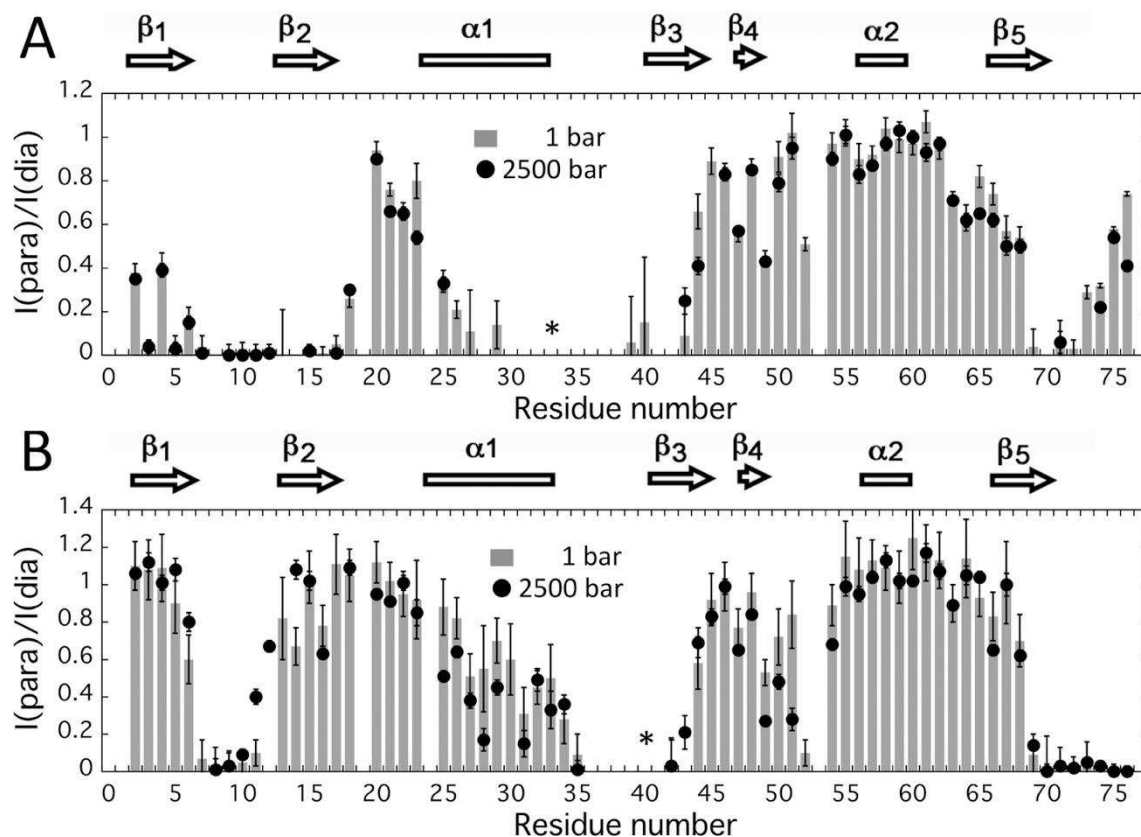 A
β1 β2 α1 β3 β4 α2 β5
I(para)/I(dia)
1.2
1
0.8
0.6
0.4
0.2
0
1 bar
2500 bar
*
0 5 10 15 20 25 30 35 40 45 50 55 60 65 70 75
Residue number
B
β1 β2 α1 β3 β4 α2 β5
I(para)/I(dia)
1.4
1.2
1
0.8
0.6
0.4
0.2
0
1 bar
2500 bar
*
0 5 10 15 20 25 30 35 40 45 50 55 60 65 70 75
Residue number